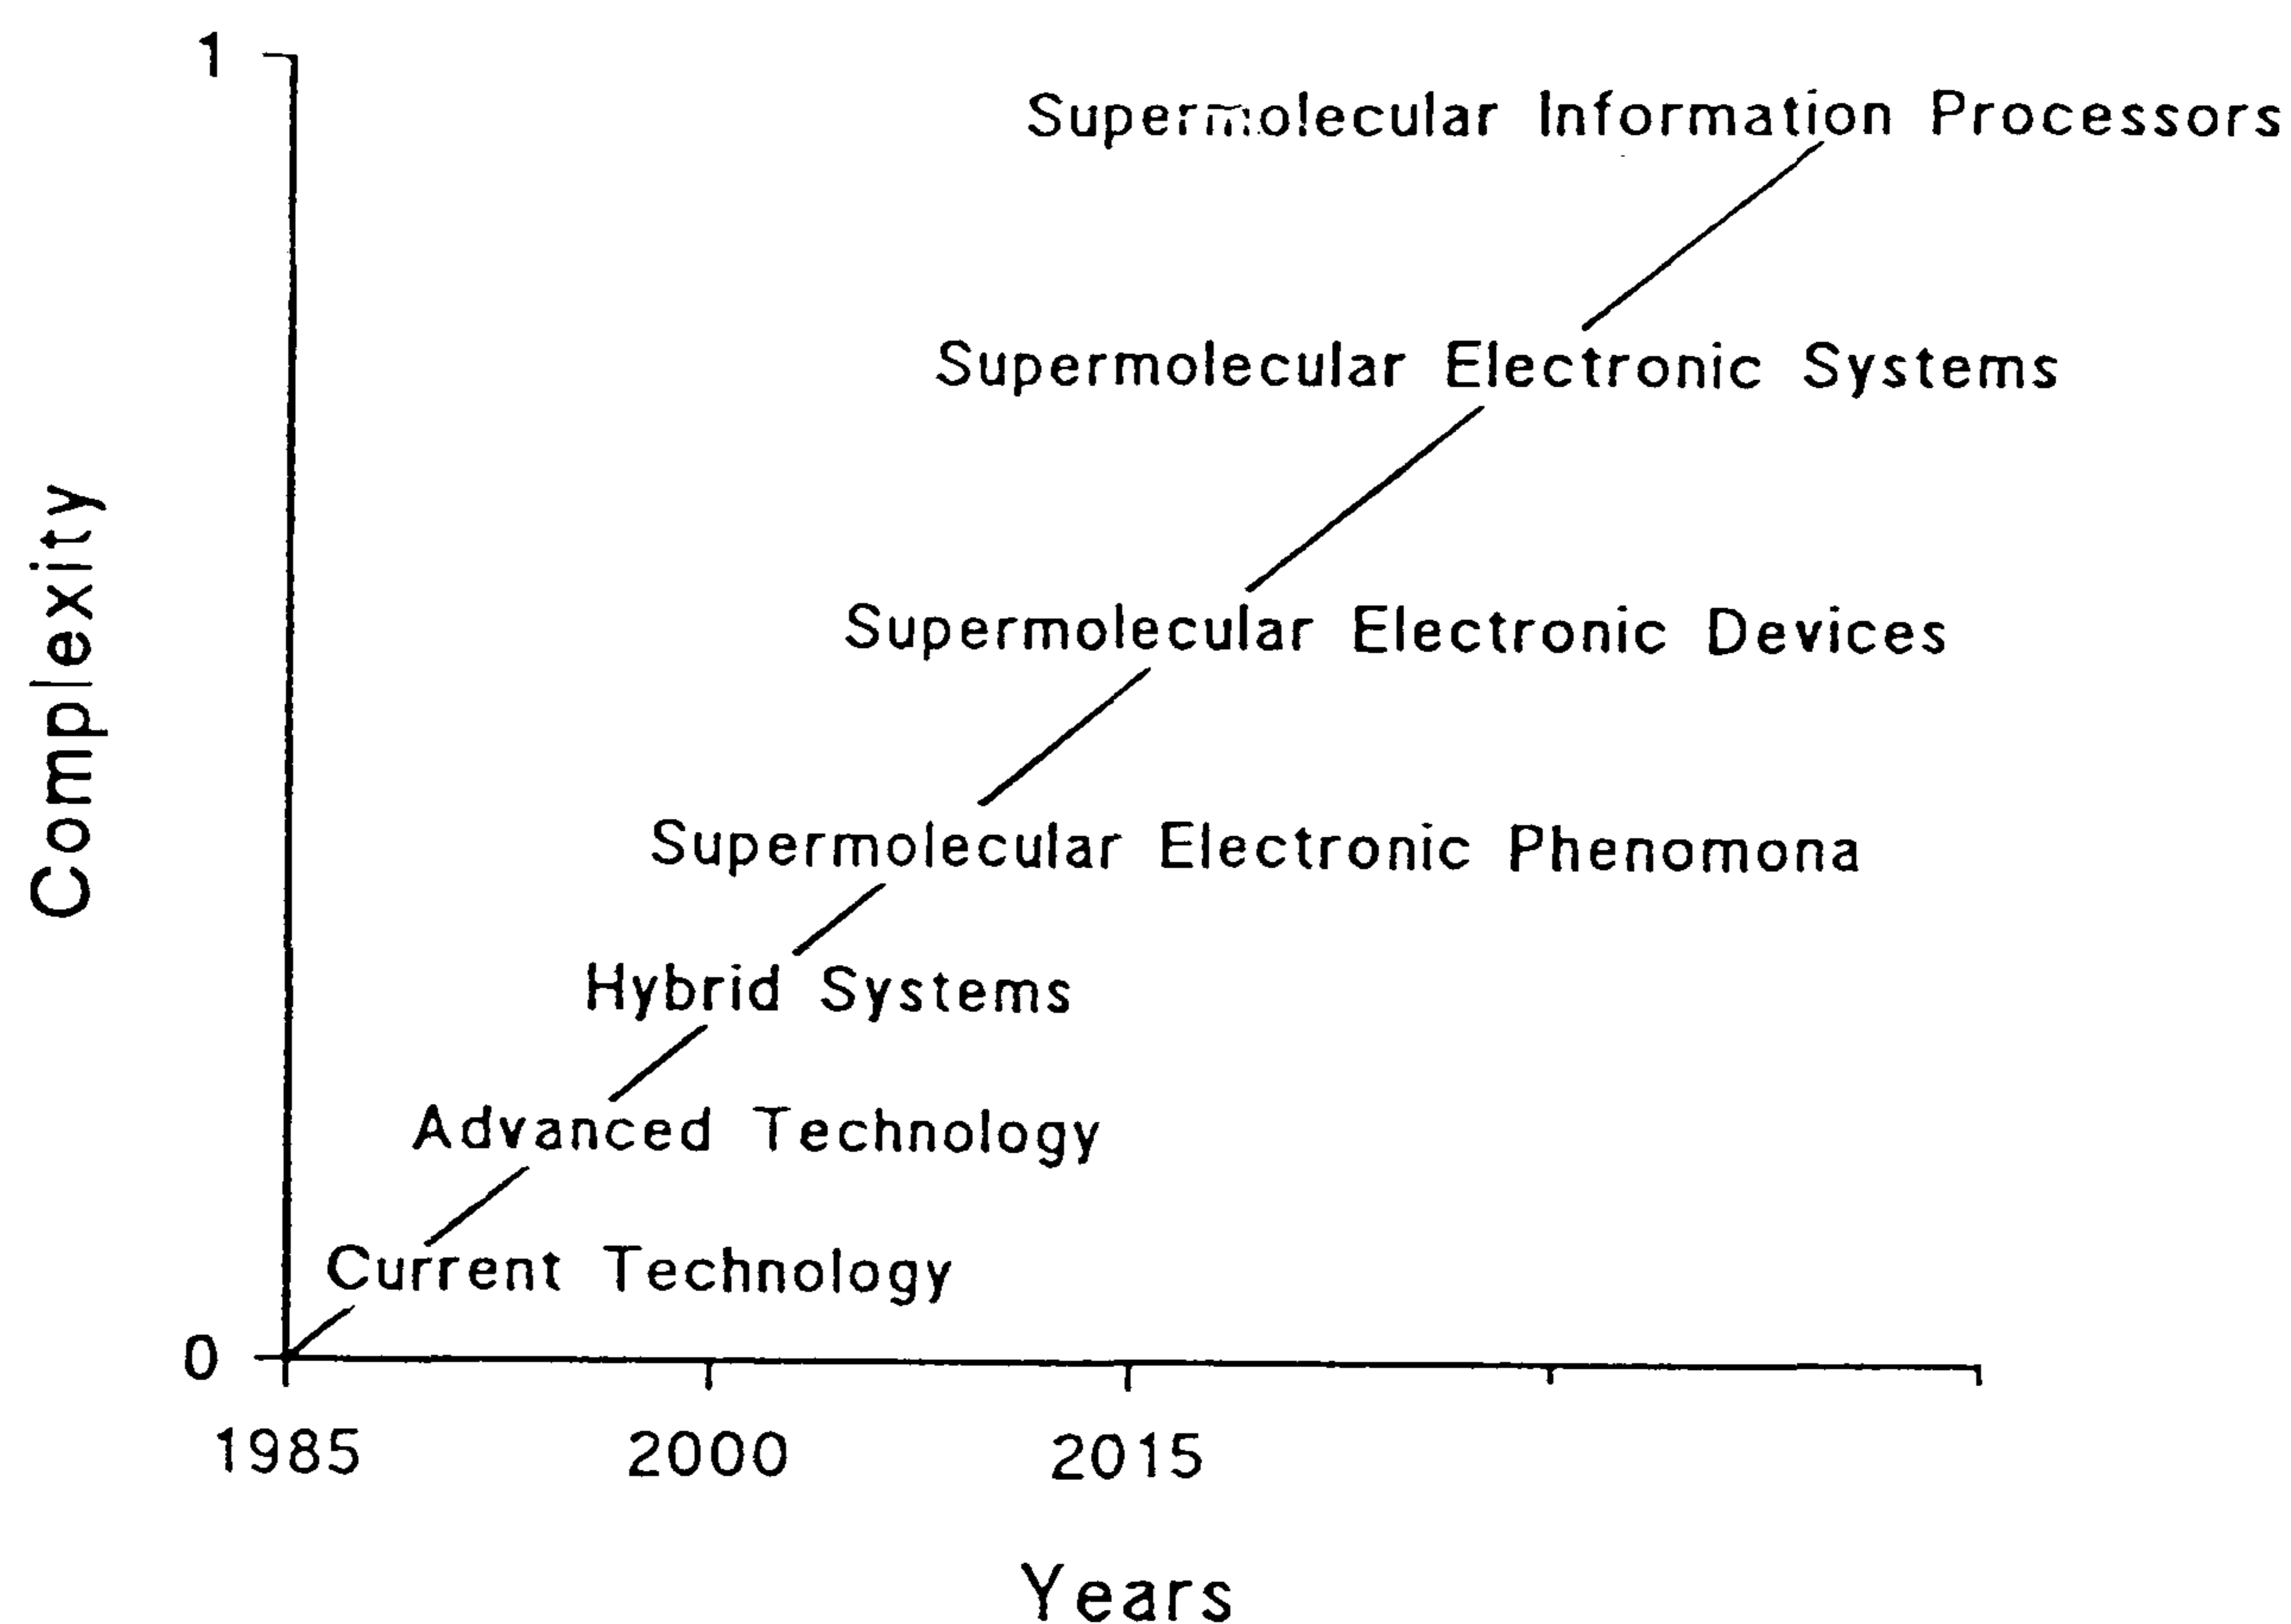 1
Supermolecular Information Processors
Supermolecular Electronic Systems
Supermolecular Electronic Devices
Complexity
Supermolecular Electronic Phenomona
Hybrid Systems
Advanced Technology
Current Technology
0
1985 2000 2015
Years